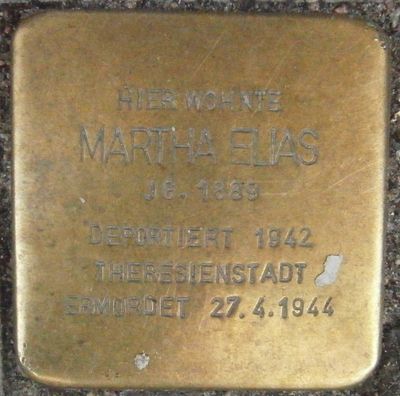 HIER WOHNTE
MARTHA ELIAS
JG. 1889
DEPORTIERT 1942
THERESIENSTADT
ERMORDET 27.4.1944